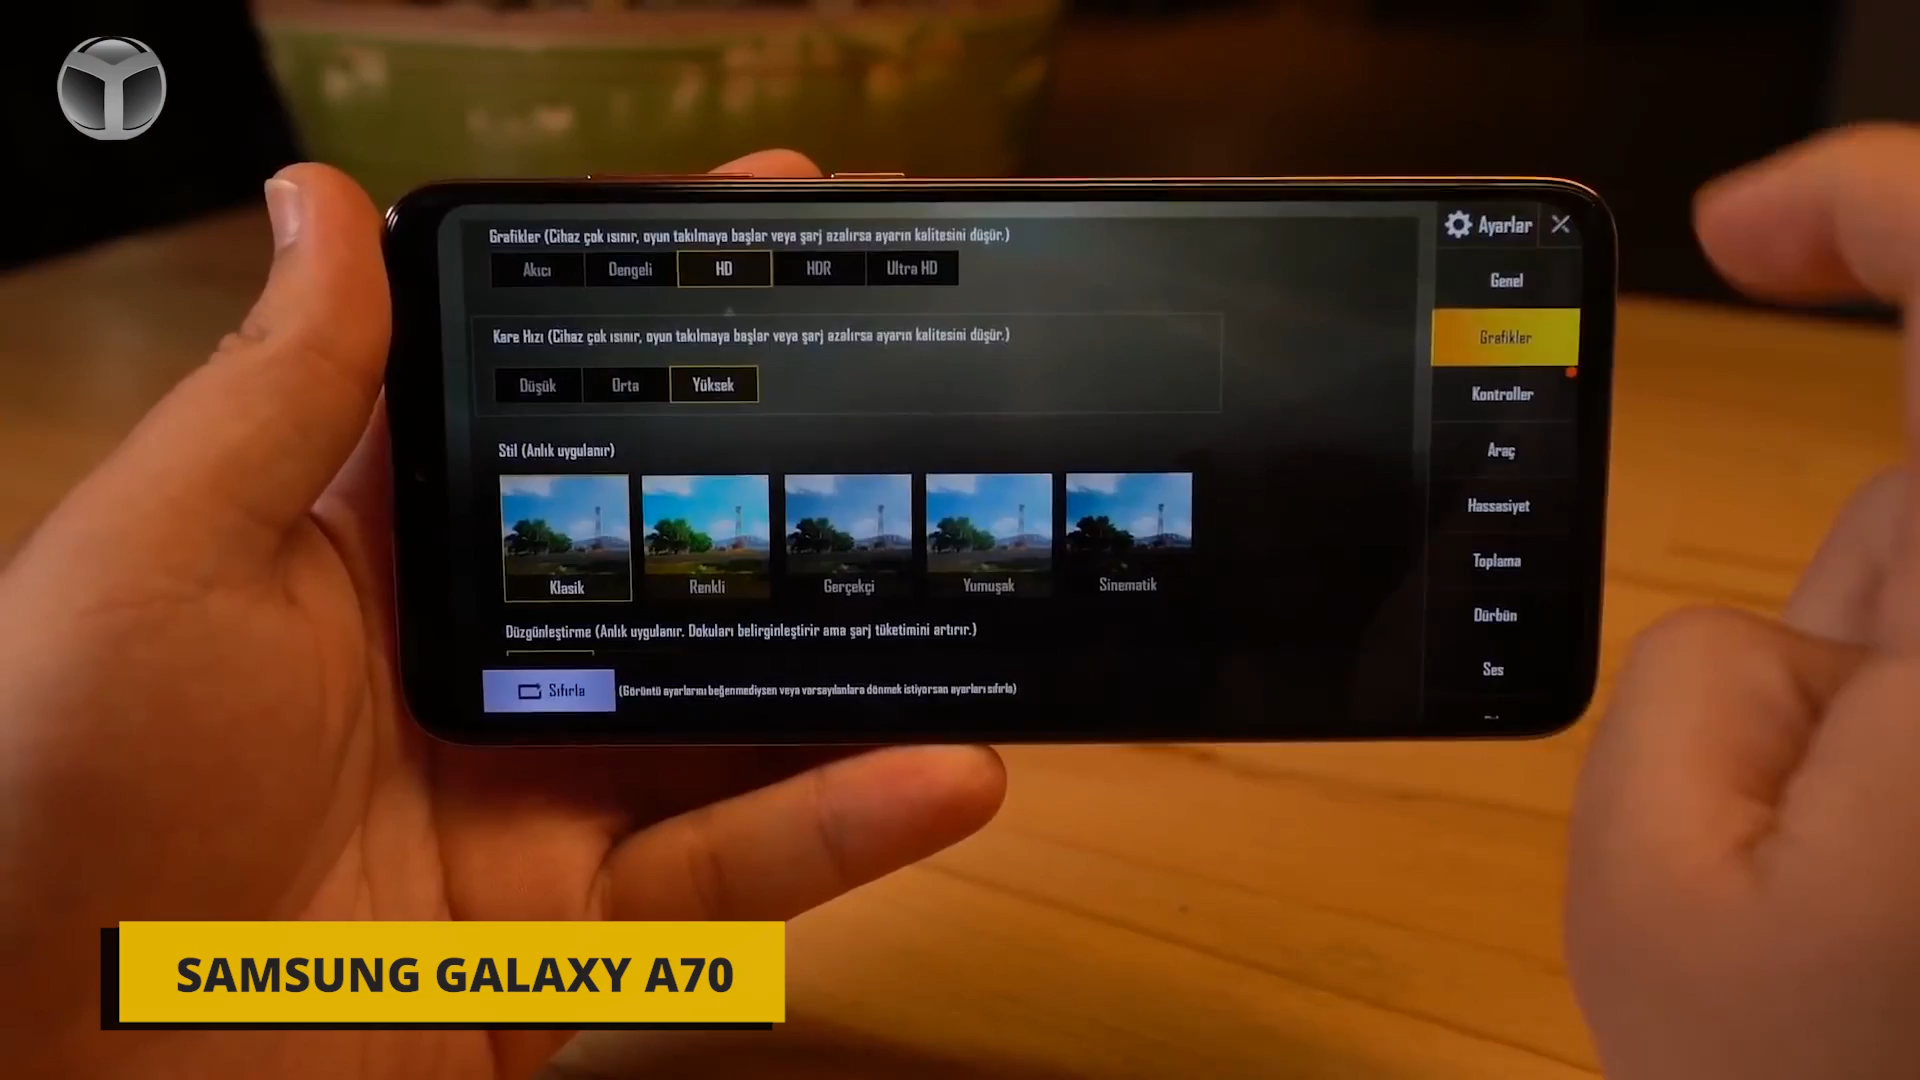 Grafikler (Cihaz çok ısınır, oyun takılmaya başlar veya şarj azalırsa ayarın kalitesini düşür.)
Akıcı Dengeli HD HDR Ultra HD
Kare Hızı (Cihaz çok ısınır, oyun takılmaya başlar veya şarj azalırsa ayarın kalitesini düşür.)
Düşük Orta Yüksek
Stil (Anlık uygulanır)
Klasik Renkli Gerçekçi Yumuşak Sinematik
Düzgünleştirme (Anlık uygulanır. Dokuları belirginleştirir ama şarj tüketimini artırır.)
Sıfırla (Görüntü ayarlarını beğenmediysen veya varsayılanlara dönmek istiyorsan ayarları sıfırla)
Ayarlar
Genel
Grafikler
Kontroller
Araç
Hassasiyet
Toplama
Dürbün
Ses
SAMSUNG GALAXY A70